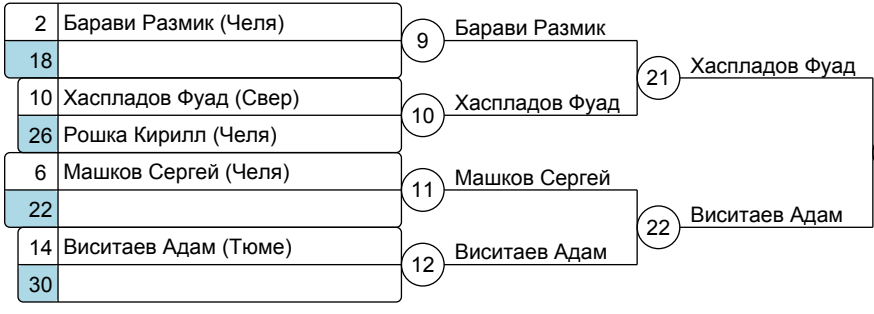 2 Барави Размик (Челя)
18
9 Барави Размик
10 Хаспладов Фуад (Свер)
26 Рошка Кирилл (Челя)
10 Хаспладов Фуад
21 Хаспладов Фуад
6 Машков Сергей (Челя)
22
11 Машков Сергей
14 Виситаев Адам (Тюме)
30
12 Виситаев Адам
22 Виситаев Адам